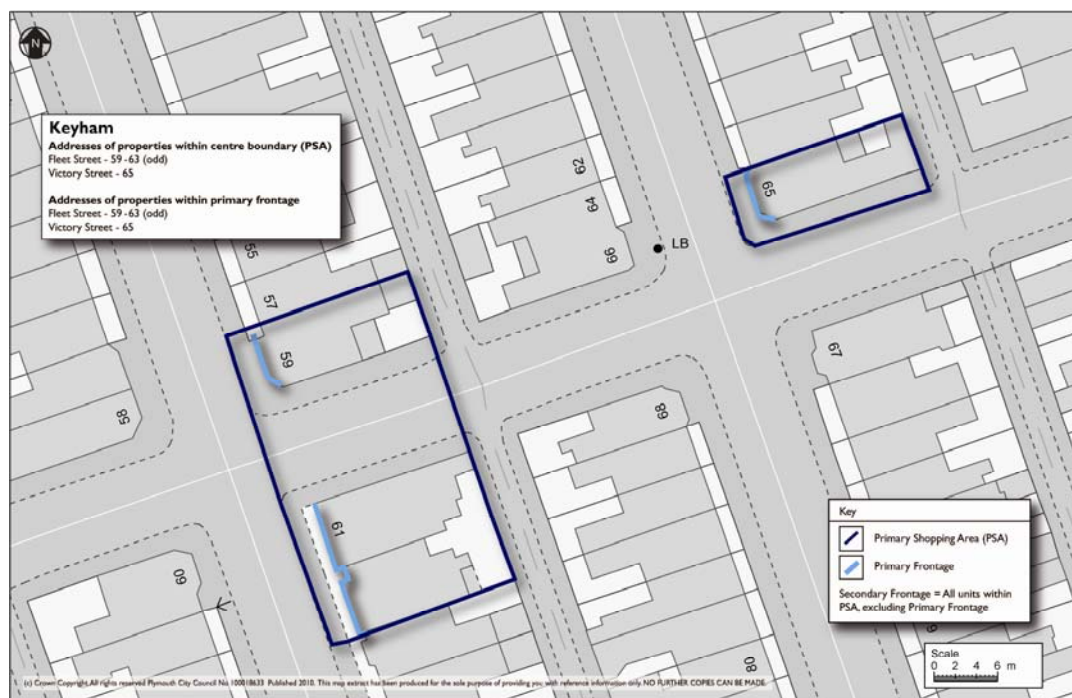 N
Keyham
Addresses of properties within centre boundary (PSA)
Fleet Street - 59 -63 (odd)
Victory Street - 65
Addresses of properties within primary frontage
Fleet Street - 59 -63 (odd)
Victory Street - 65
62
64
66
LB
65
55
57
59
58
67
68
61
60
80
Key
Primary Shopping Area (PSA)
Primary Frontage
Secondary Frontage = All units within
PSA, excluding Primary Frontage
Scale
0 2 4 6 m
(c) Crown Copyright. All rights reserved Plymouth City Council No. 100018633 Published 2010. This map extract has been produced for the sole purpose of providing you with reference information only. NO FURTHER COPIES CAN BE MADE.